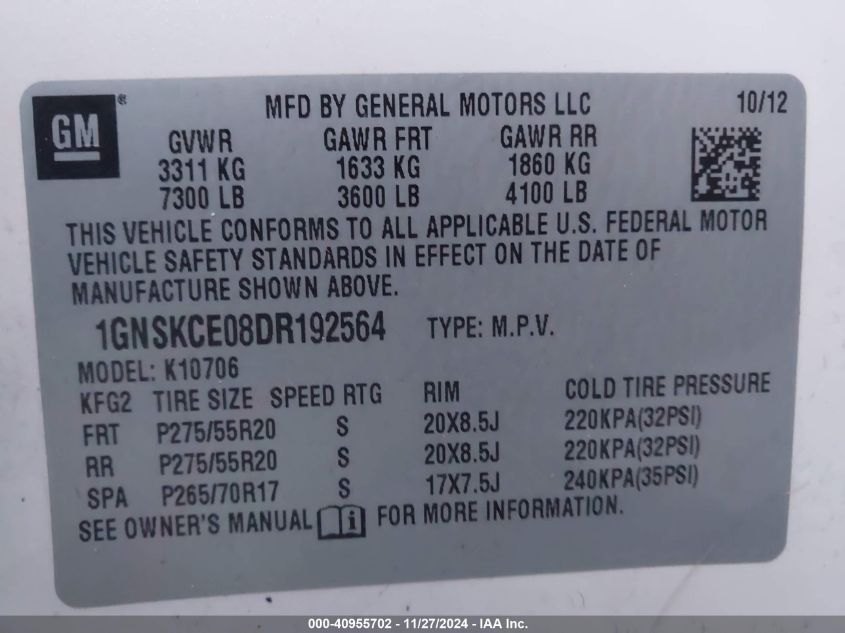 GM® MFD BY GENERAL MOTORS LLC 10/12
GVWR GAWR FRT GAWR RR
3311 KG 1633 KG 1860 KG
7300 LB 3600 LB 4100 LB
THIS VEHICLE CONFORMS TO ALL APPLICABLE U.S. FEDERAL MOTOR
VEHICLE SAFETY STANDARDS IN EFFECT ON THE DATE OF
MANUFACTURE SHOWN ABOVE.
1GNSKCE08DR192564 TYPE: M.P.V.
MODEL: K10706
KFG2 TIRE SIZE SPEED RTG RIM COLD TIRE PRESSURE
FRT P275/55R20 S 20X8.5J 220KPA(32PSI)
RR P275/55R20 S 20X8.5J 220KPA(32PSI)
SPA P265/70R17 S 17X7.5J 240KPA(35PSI)
SEE OWNER'S MANUAL i FOR MORE INFORMATION.
000-40955702 - 11/27/2024 - IAA Inc.